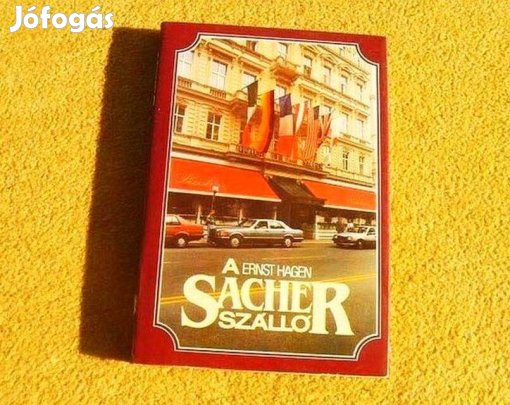 Jófogás
A ERNST HAGEN
SACHER
SZÁLLÓ